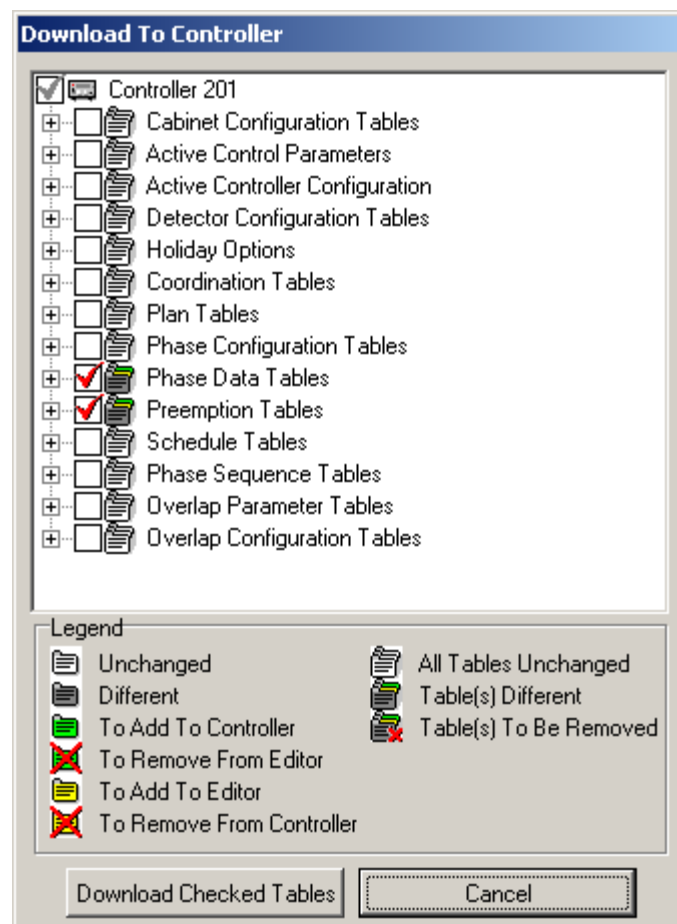 Download To Controller
Controller 201
Cabinet Configuration Tables
Active Control Parameters
Active Controller Configuration
Detector Configuration Tables
Holiday Options
Coordination Tables
Plan Tables
Phase Configuration Tables
Phase Data Tables
Preemption Tables
Schedule Tables
Phase Sequence Tables
Overlap Parameter Tables
Overlap Configuration Tables
Legend
Unchanged
Different
To Add To Controller
To Remove From Editor
To Add To Editor
To Remove From Controller
All Tables Unchanged
Table(s) Different
Table(s) To Be Removed
Download Checked Tables
Cancel